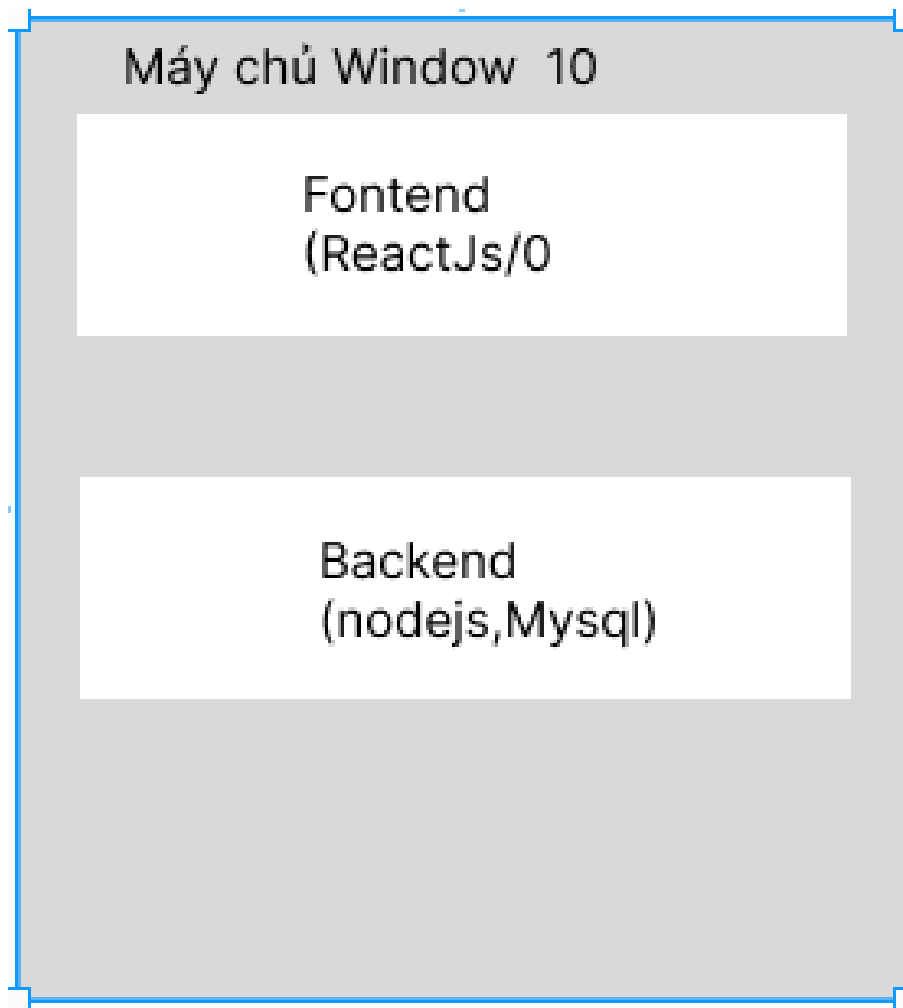 Máy chủ Window  10
Fontend
(ReactJs/0
Backend
(nodejs,Mysql)